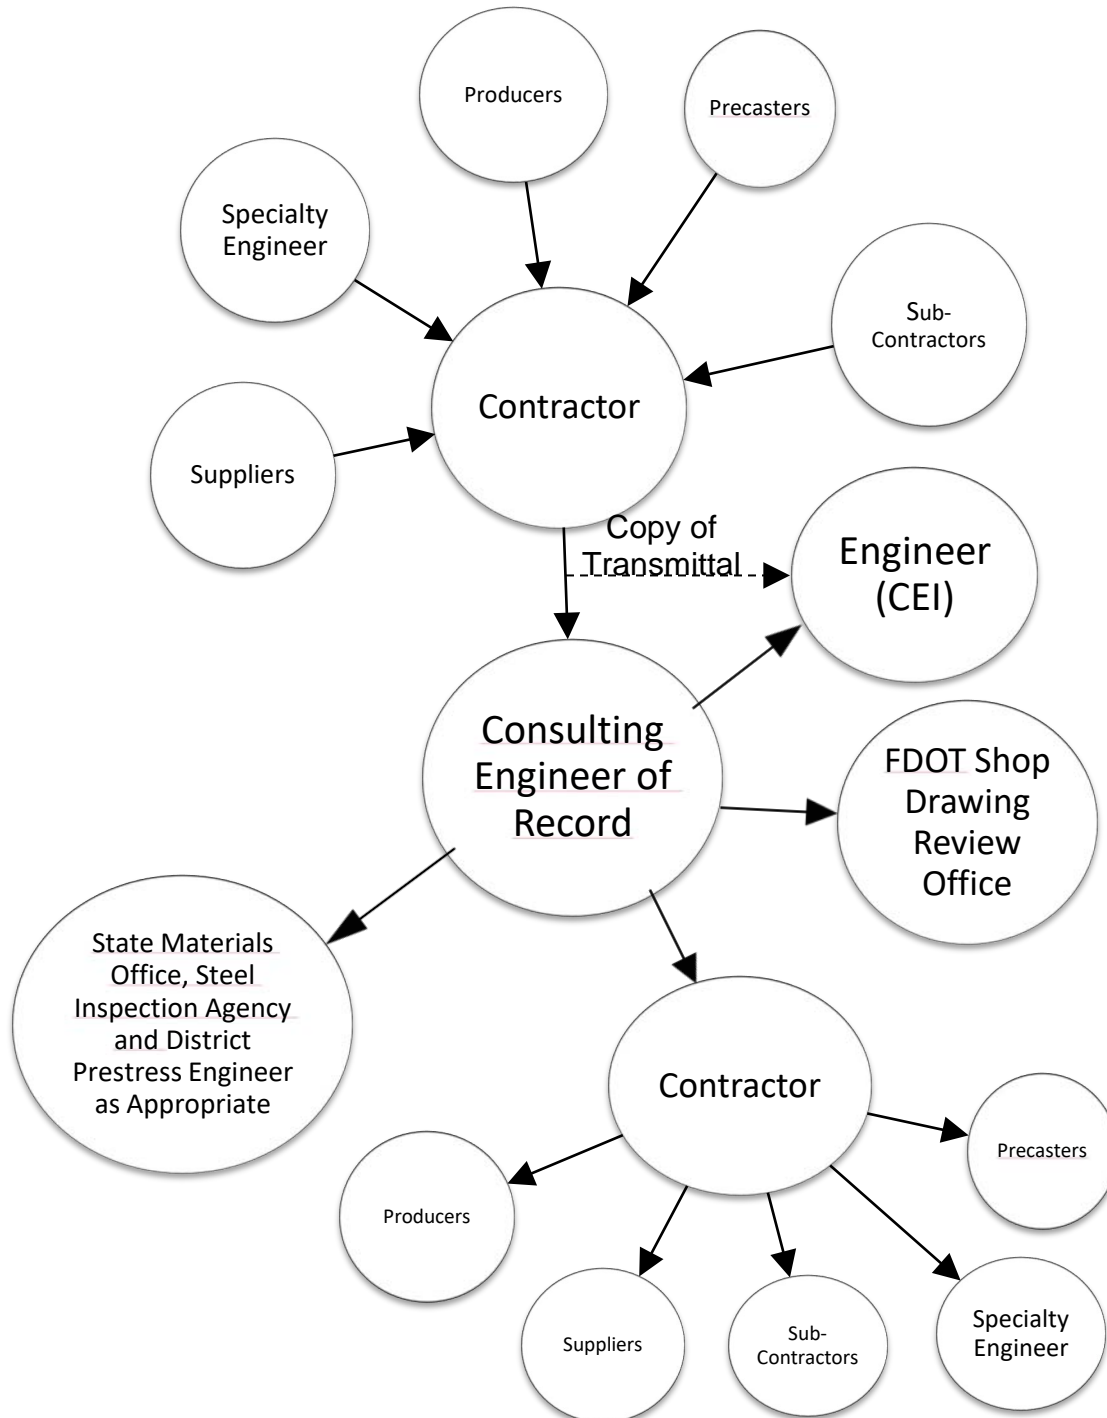 Producers
Precasters
Specialty
Engineer
Sub-
Contractors
Contractor
Suppliers
Copy of
Transmittal
Engineer
(CEI)
Consulting
Engineer of
Record
FDOT Shop
Drawing
Review
Office
State Materials
Office, Steel
Inspection Agency
and District
Prestress Engineer
as Appropriate
Contractor
Precasters
Producers
Suppliers
Sub-
Contractors
Specialty
Engineer